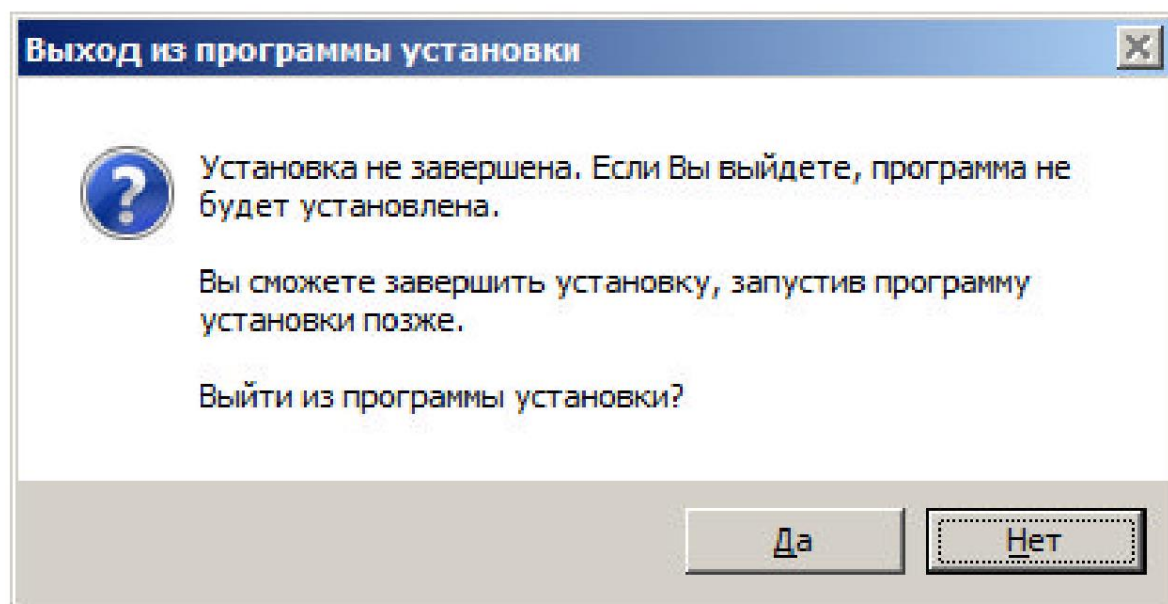 Выход из программы установки
Установка не завершена. Если Вы выйдете, программа не
будет установлена.
Вы сможете завершить установку, запустив программу
установки позже.
Выйти из программы установки?
Да
Нет